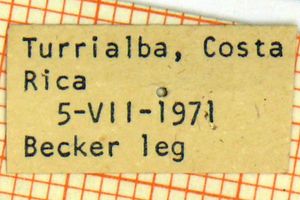 Turrialba, Costa
Rica
5-VII-1971
Becker leg